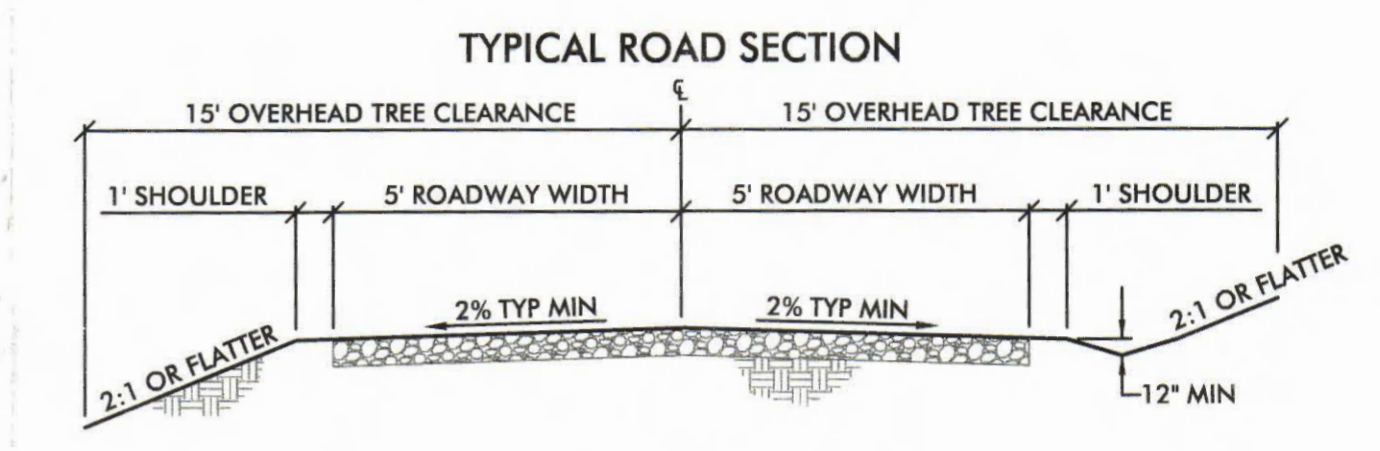 TYPICAL ROAD SECTION
℄
15' OVERHEAD TREE CLEARANCE
15' OVERHEAD TREE CLEARANCE
1' SHOULDER
5' ROADWAY WIDTH
5' ROADWAY WIDTH
1' SHOULDER
2% TYP MIN
2% TYP MIN
2:1 OR FLATTER
2:1 OR FLATTER
12" MIN